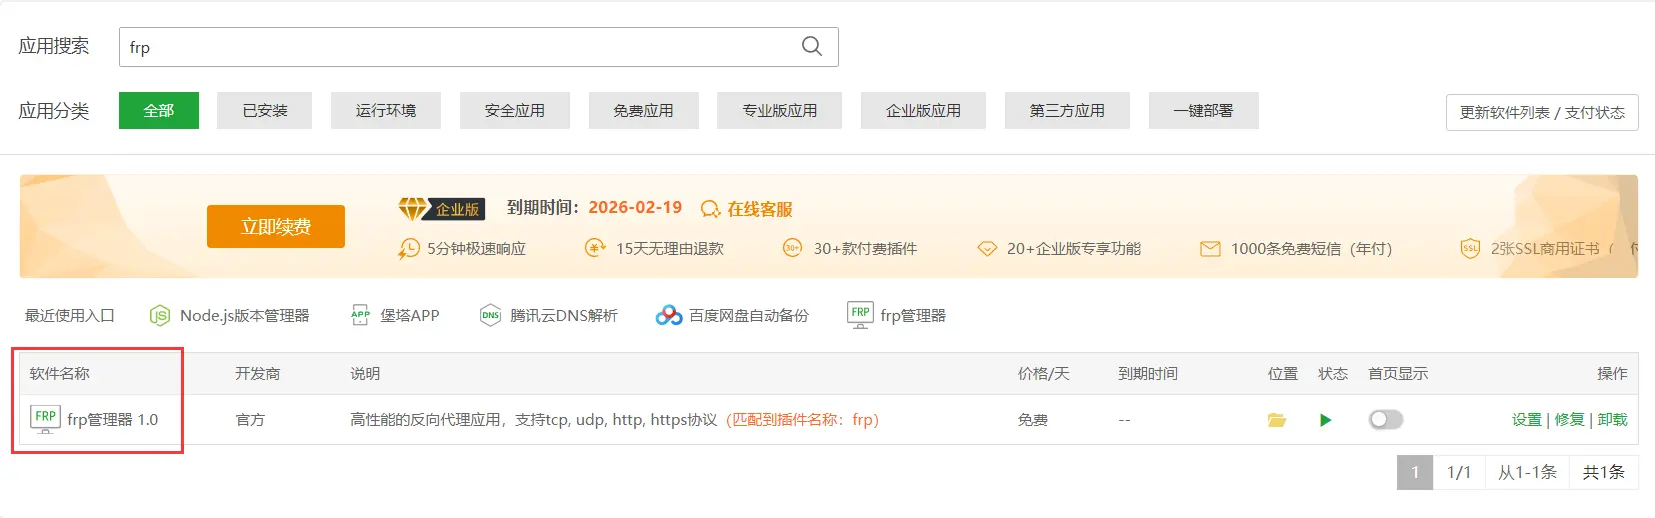 应用搜索 frp
应用分类 全部 已安装 运行环境 安全应用 免费应用 专业版应用 企业版应用 第三方应用 一键部署 更新软件列表 / 支付状态
立即续费 企业版 到期时间：2026-02-19 在线客服
5分钟极速响应 15天无理由退款 30+ 30+款付费插件 20+企业版专享功能 1000条免费短信（年付） SSL 2张SSL商用证书（
最近使用入口 JS Node.js版本管理器 APP 堡塔APP DNS 腾讯云DNS解析 百度网盘自动备份 FRP frp管理器
软件名称 开发商 说明 价格/天 到期时间 位置 状态 首页显示 操作
FRP frp管理器 1.0 官方 高性能的反向代理应用，支持tcp, udp, http, https协议（匹配到插件名称：frp） 免费 -- 设置 | 修复 | 卸载
1 1/1 从1-1条 共1条